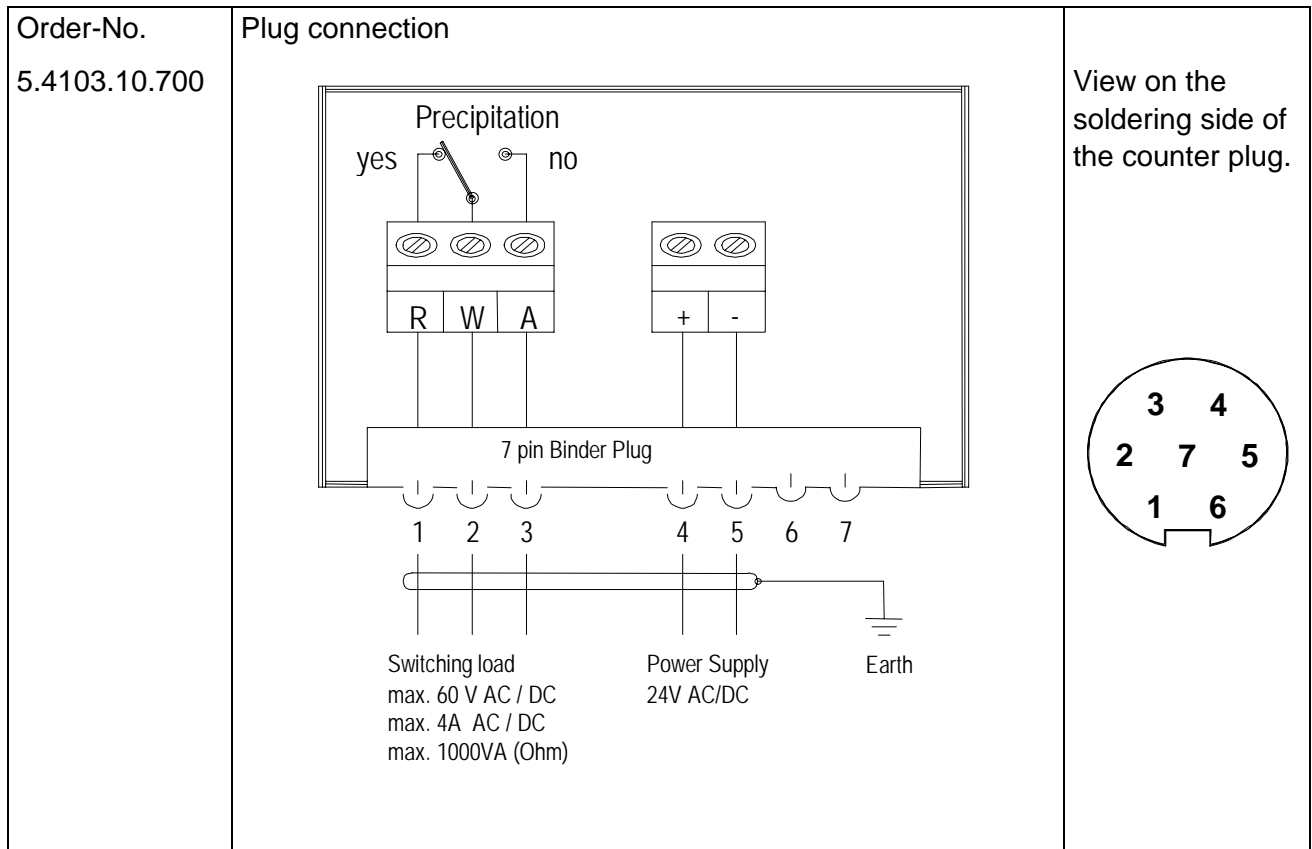 Order-No.
5.4103.10.700
Plug connection
Precipitation
yes no
R W A + -
7 pin Binder Plug
1 2 3 4 5 6 7
Switching load
max. 60 V AC / DC
max. 4A AC / DC
max. 1000VA (Ohm)
Power Supply
24V AC/DC
Earth
View on the
soldering side of
the counter plug.
3 4
2 7 5
1 6